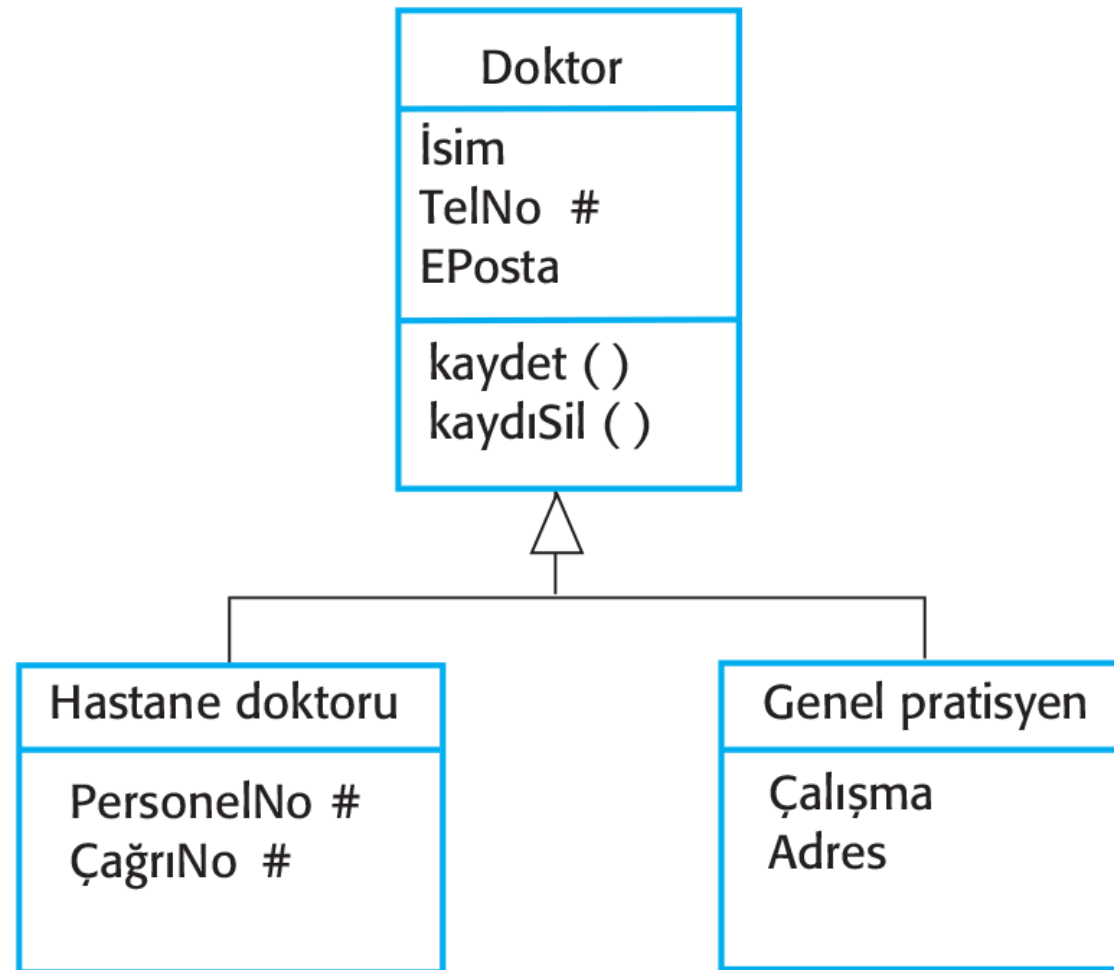 Doktor
İsim
TelNo #
EPosta
kaydet ( )
kaydıSil ( )
Hastane doktoru
PersonelNo #
ÇağrıNo #
Genel pratisyen
Çalışma
Adres